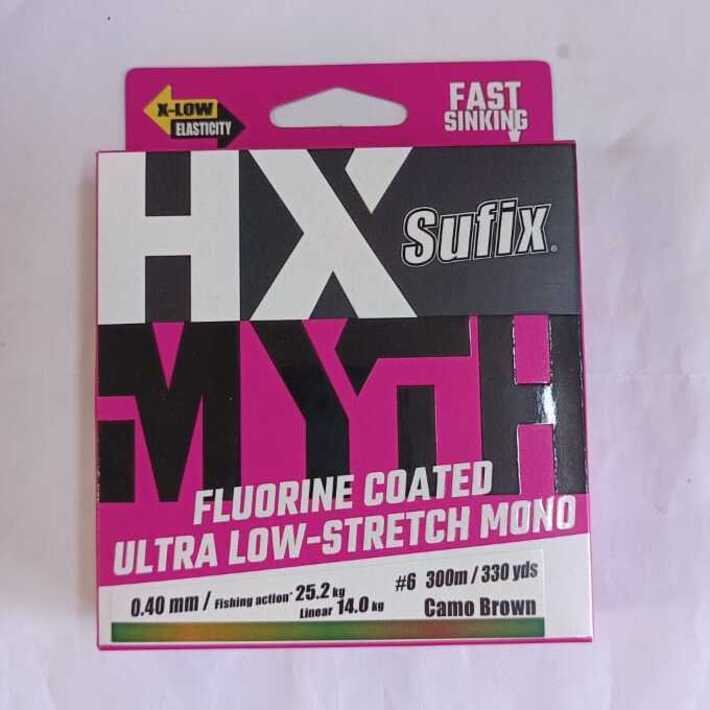 X-LOW
ELASTICITY
FAST
SINKING
HX
Sufix®
MYTH
FLUORINE COATED
ULTRA LOW-STRETCH MONO
0.40 mm / Fishing action* 25.2 kg
Linear 14.0 kg
#6 300m / 330 yds
Camo Brown